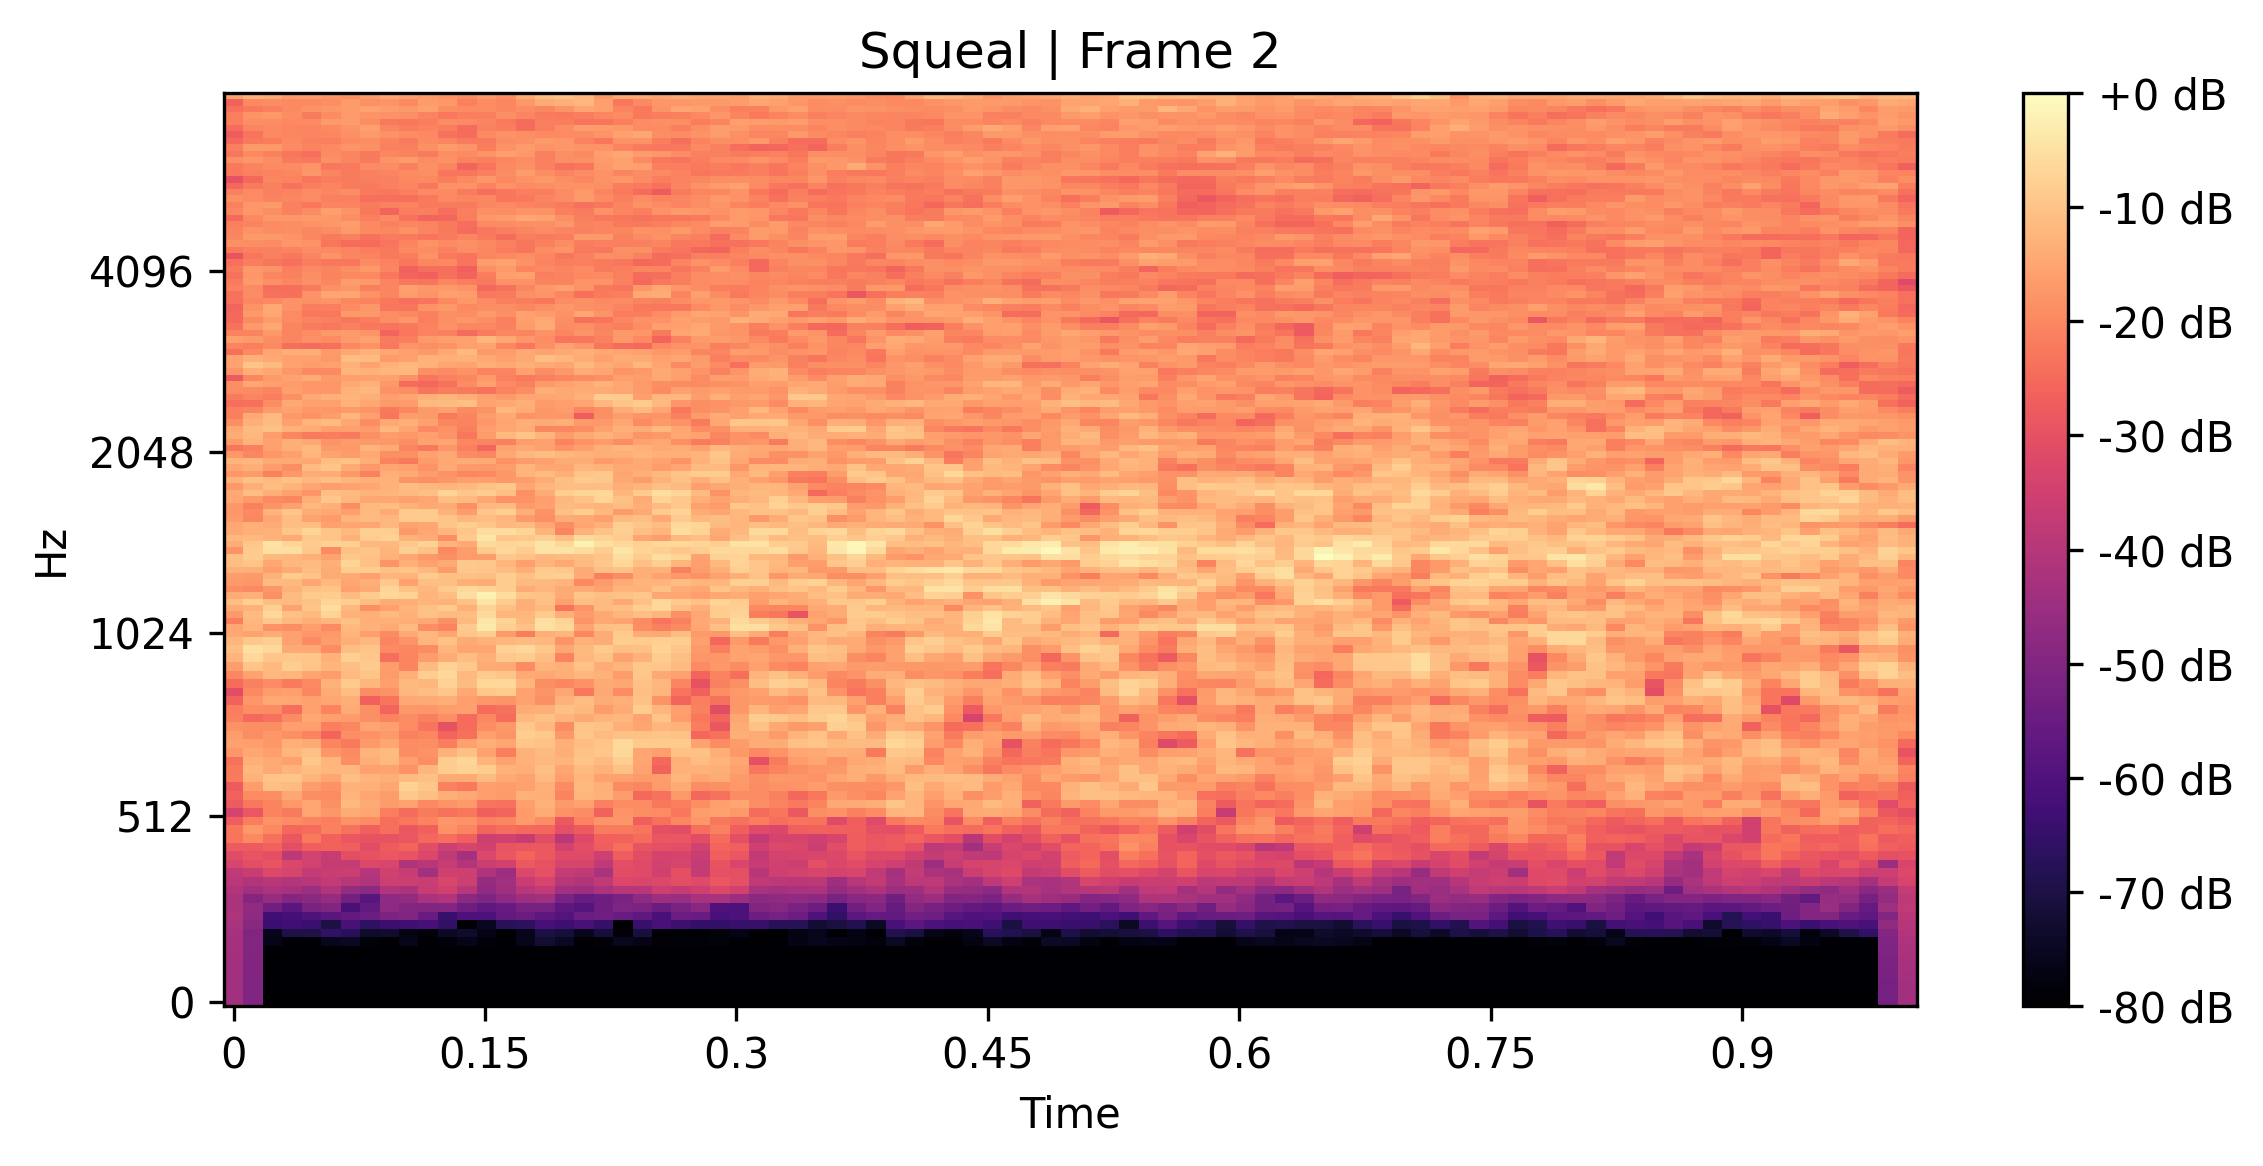 Squeal | Frame 2
+0 dB
-10 dB
-20 dB
-30 dB
-40 dB
-50 dB
-60 dB
-70 dB
-80 dB
Hz
4096
2048
1024
512
0
0 0.15 0.3 0.45 0.6 0.75 0.9
Time